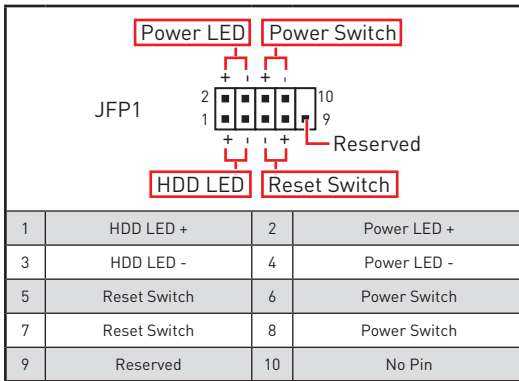 Power LED Power Switch
+ - + -
2 10
JFP1
1 9
+ - - +
Reserved
HDD LED Reset Switch
1 HDD LED + 2 Power LED +
3 HDD LED - 4 Power LED -
5 Reset Switch 6 Power Switch
7 Reset Switch 8 Power Switch
9 Reserved 10 No Pin